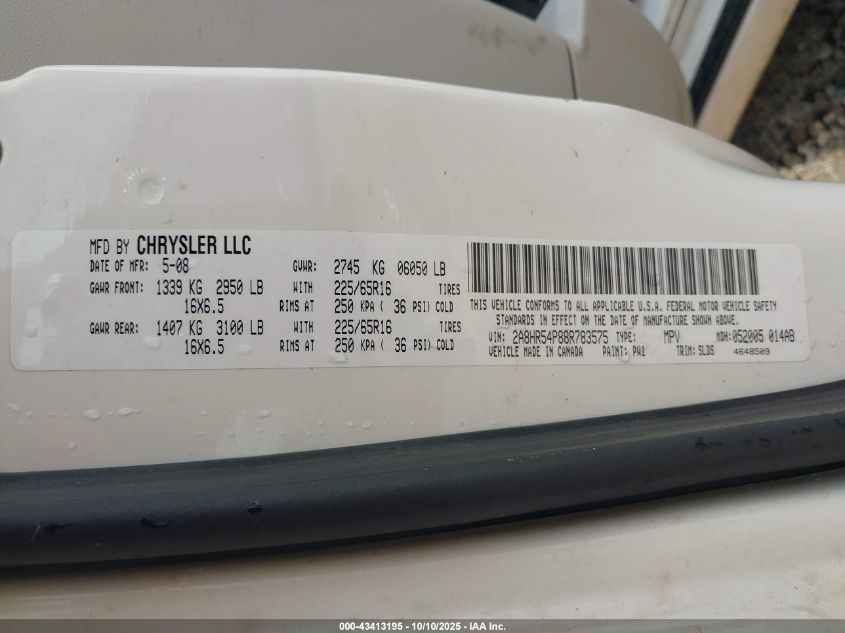 MFD BY CHRYSLER LLC
DATE OF MFR: 5-08 GVWR: 2745 KG 06050 LB
GAWR FRONT: 1339 KG 2950 LB WITH 225/65R16 TIRES
16X6.5 RIMS AT 250 KPA ( 36 PSI) COLD
GAWR REAR: 1407 KG 3100 LB WITH 225/65R16 TIRES
16X6.5 RIMS AT 250 KPA ( 36 PSI) COLD
THIS VEHICLE CONFORMS TO ALL APPLICABLE U.S.A. FEDERAL MOTOR VEHICLE SAFETY
STANDARDS IN EFFECT ON THE DATE OF MANUFACTURE SHOWN ABOVE.
VIN: 2A8HR54P88R783575 TYPE: MPV MDH: 052005 014AB
VEHICLE MADE IN CANADA PAINT: PW1 TRIM: SLDS 4648509
000-43413195 - 10/10/2025 - IAA Inc.